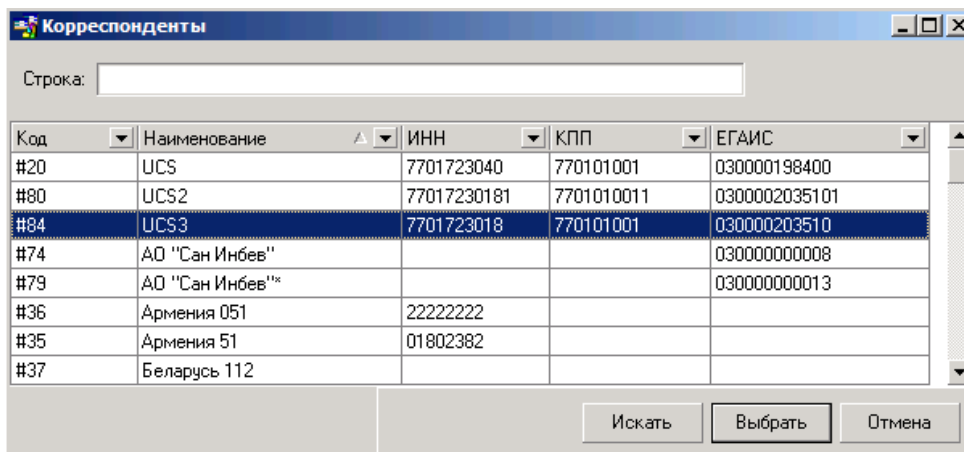 Корреспонденты
Строка:
Код Наименование ИНН КПП ЕГАИС
#20 UCS 7701723040 770101001 030000198400
#80 UCS2 77017230181 7701010011 0300002035101
#84 UCS3 7701723018 770101001 030000203510
#74 АО "Сан Инбев" 030000000008
#79 АО "Сан Инбев"* 030000000013
#36 Армения 051 22222222
#35 Армения 51 01802382
#37 Беларусь 112
Искать Выбрать Отмена